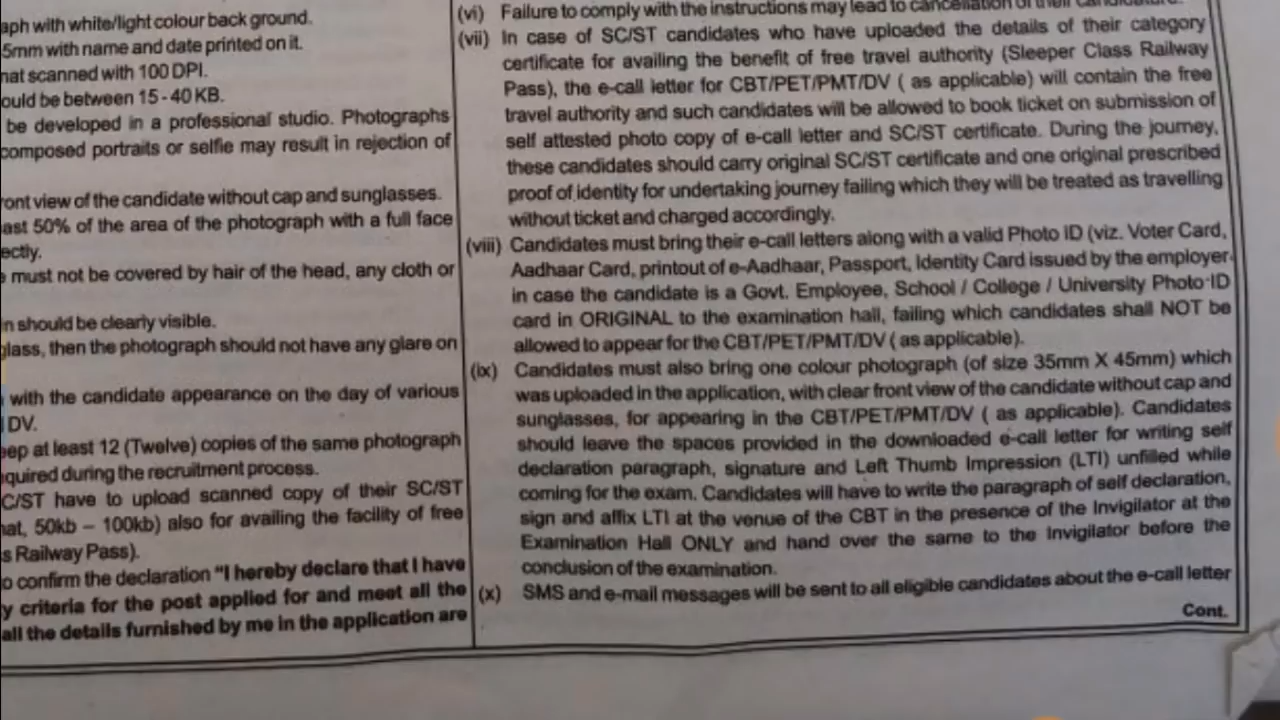 aph with white/light colour back ground.
5mm with name and date printed on it.
nat scanned with 100 DPI.
ould be between 15 - 40 KB.
be developed in a professional studio. Photographs
composed portraits or selfie may result in rejection of
ront view of the candidate without cap and sunglasses.
ast 50% of the area of the photograph with a full face
ectly.
e must not be covered by hair of the head, any cloth or
n should be clearly visible.
glass, then the photograph should not have any glare on
with the candidate appearance on the day of various
DV.
eep at least 12 (Twelve) copies of the same photograph
quired during the recruitment process.
C/ST have to upload scanned copy of their SC/ST
nat, 50kb – 100kb) also for availing the facility of free
s Railway Pass).
o confirm the declaration "I hereby declare that I have
y criteria for the post applied for and meet all the
all the details furnished by me in the application are
(vi) Failure to comply with the instructions may lead to cancellation of their candidature.
(vii) In case of SC/ST candidates who have uploaded the details of their category
certificate for availing the benefit of free travel authority (Sleeper Class Railway
Pass), the e-call letter for CBT/PET/PMT/DV ( as applicable) will contain the free
travel authority and such candidates will be allowed to book ticket on submission of
self attested photo copy of e-call letter and SC/ST certificate. During the journey,
these candidates should carry original SC/ST certificate and one original prescribed
proof of identity for undertaking journey failing which they will be treated as travelling
without ticket and charged accordingly.
(viii) Candidates must bring their e-call letters along with a valid Photo ID (viz. Voter Card,
Aadhaar Card, printout of e-Aadhaar, Passport, Identity Card issued by the employer
in case the candidate is a Govt. Employee, School / College / University Photo ID
card in ORIGINAL to the examination hall, failing which candidates shall NOT be
allowed to appear for the CBT/PET/PMT/DV ( as applicable).
(ix) Candidates must also bring one colour photograph (of size 35mm X 45mm) which
was uploaded in the application, with clear front view of the candidate without cap and
sunglasses, for appearing in the CBT/PET/PMT/DV ( as applicable). Candidates
should leave the spaces provided in the downloaded e-call letter for writing self
declaration paragraph, signature and Left Thumb Impression (LTI) unfilled while
coming for the exam. Candidates will have to write the paragraph of self declaration,
sign and affix LTI at the venue of the CBT in the presence of the Invigilator at the
Examination Hall ONLY and hand over the same to the Invigilator before the
conclusion of the examination.
(x) SMS and e-mail messages will be sent to all eligible candidates about the e-call letter
Cont.